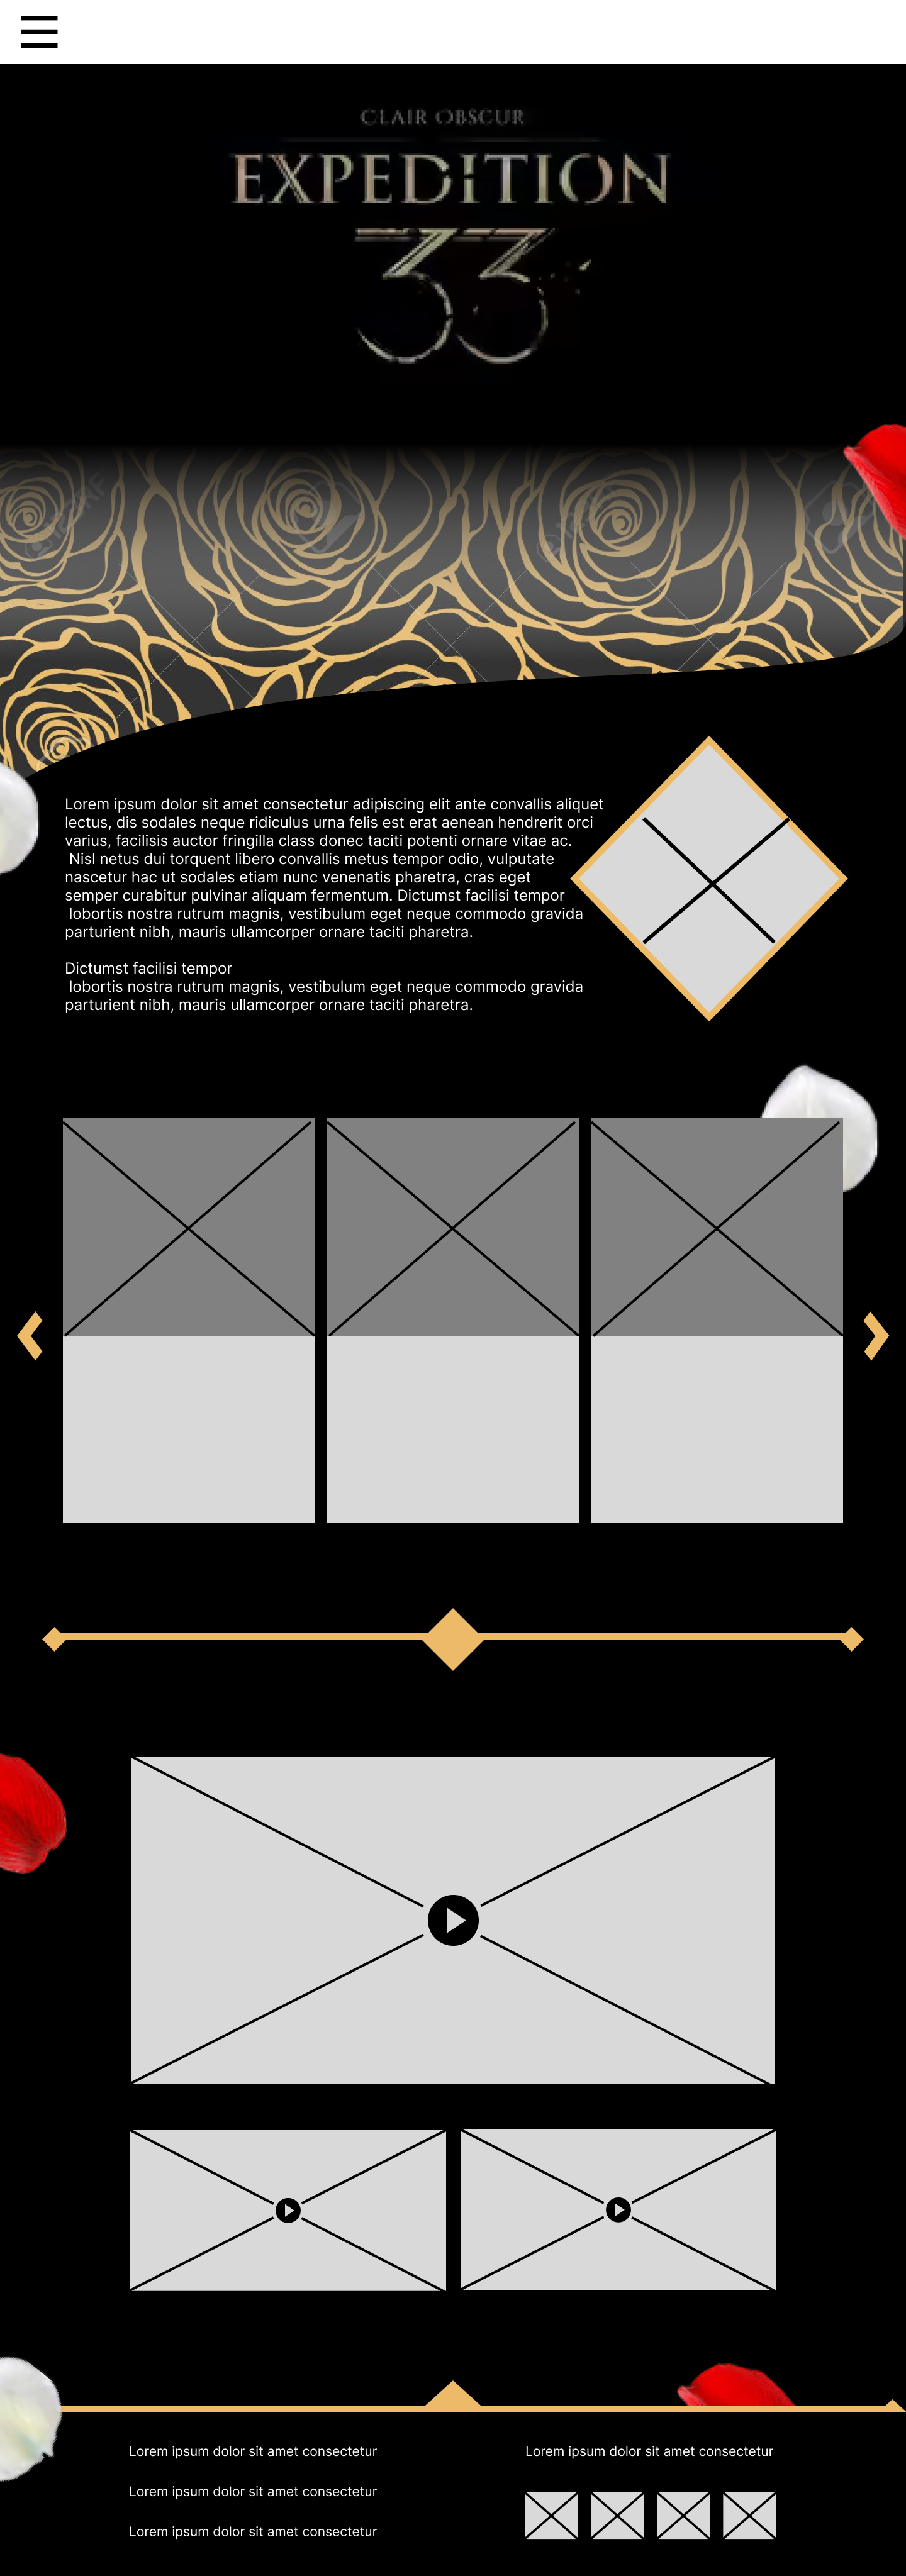 CLAIR OBSCUR
EXPEDITION
33
Lorem ipsum dolor sit amet consectetur adipiscing elit ante convallis aliquet
lectus, dis sodales neque ridiculus urna felis est erat aenean hendrerit orci
varius, facilisis auctor fringilla class donec taciti potenti ornare vitae ac.
Nisl netus dui torquent libero convallis metus tempor odio, vulputate
nascetur hac ut sodales etiam nunc venenatis pharetra, cras eget
semper curabitur pulvinar aliquam fermentum. Dictumst facilisi tempor
lobortis nostra rutrum magnis, vestibulum eget neque commodo gravida
parturient nibh, mauris ullamcorper ornare taciti pharetra.
Dictumst facilisi tempor
lobortis nostra rutrum magnis, vestibulum eget neque commodo gravida
parturient nibh, mauris ullamcorper ornare taciti pharetra.
Lorem ipsum dolor sit amet consectetur
Lorem ipsum dolor sit amet consectetur
Lorem ipsum dolor sit amet consectetur
Lorem ipsum dolor sit amet consectetur